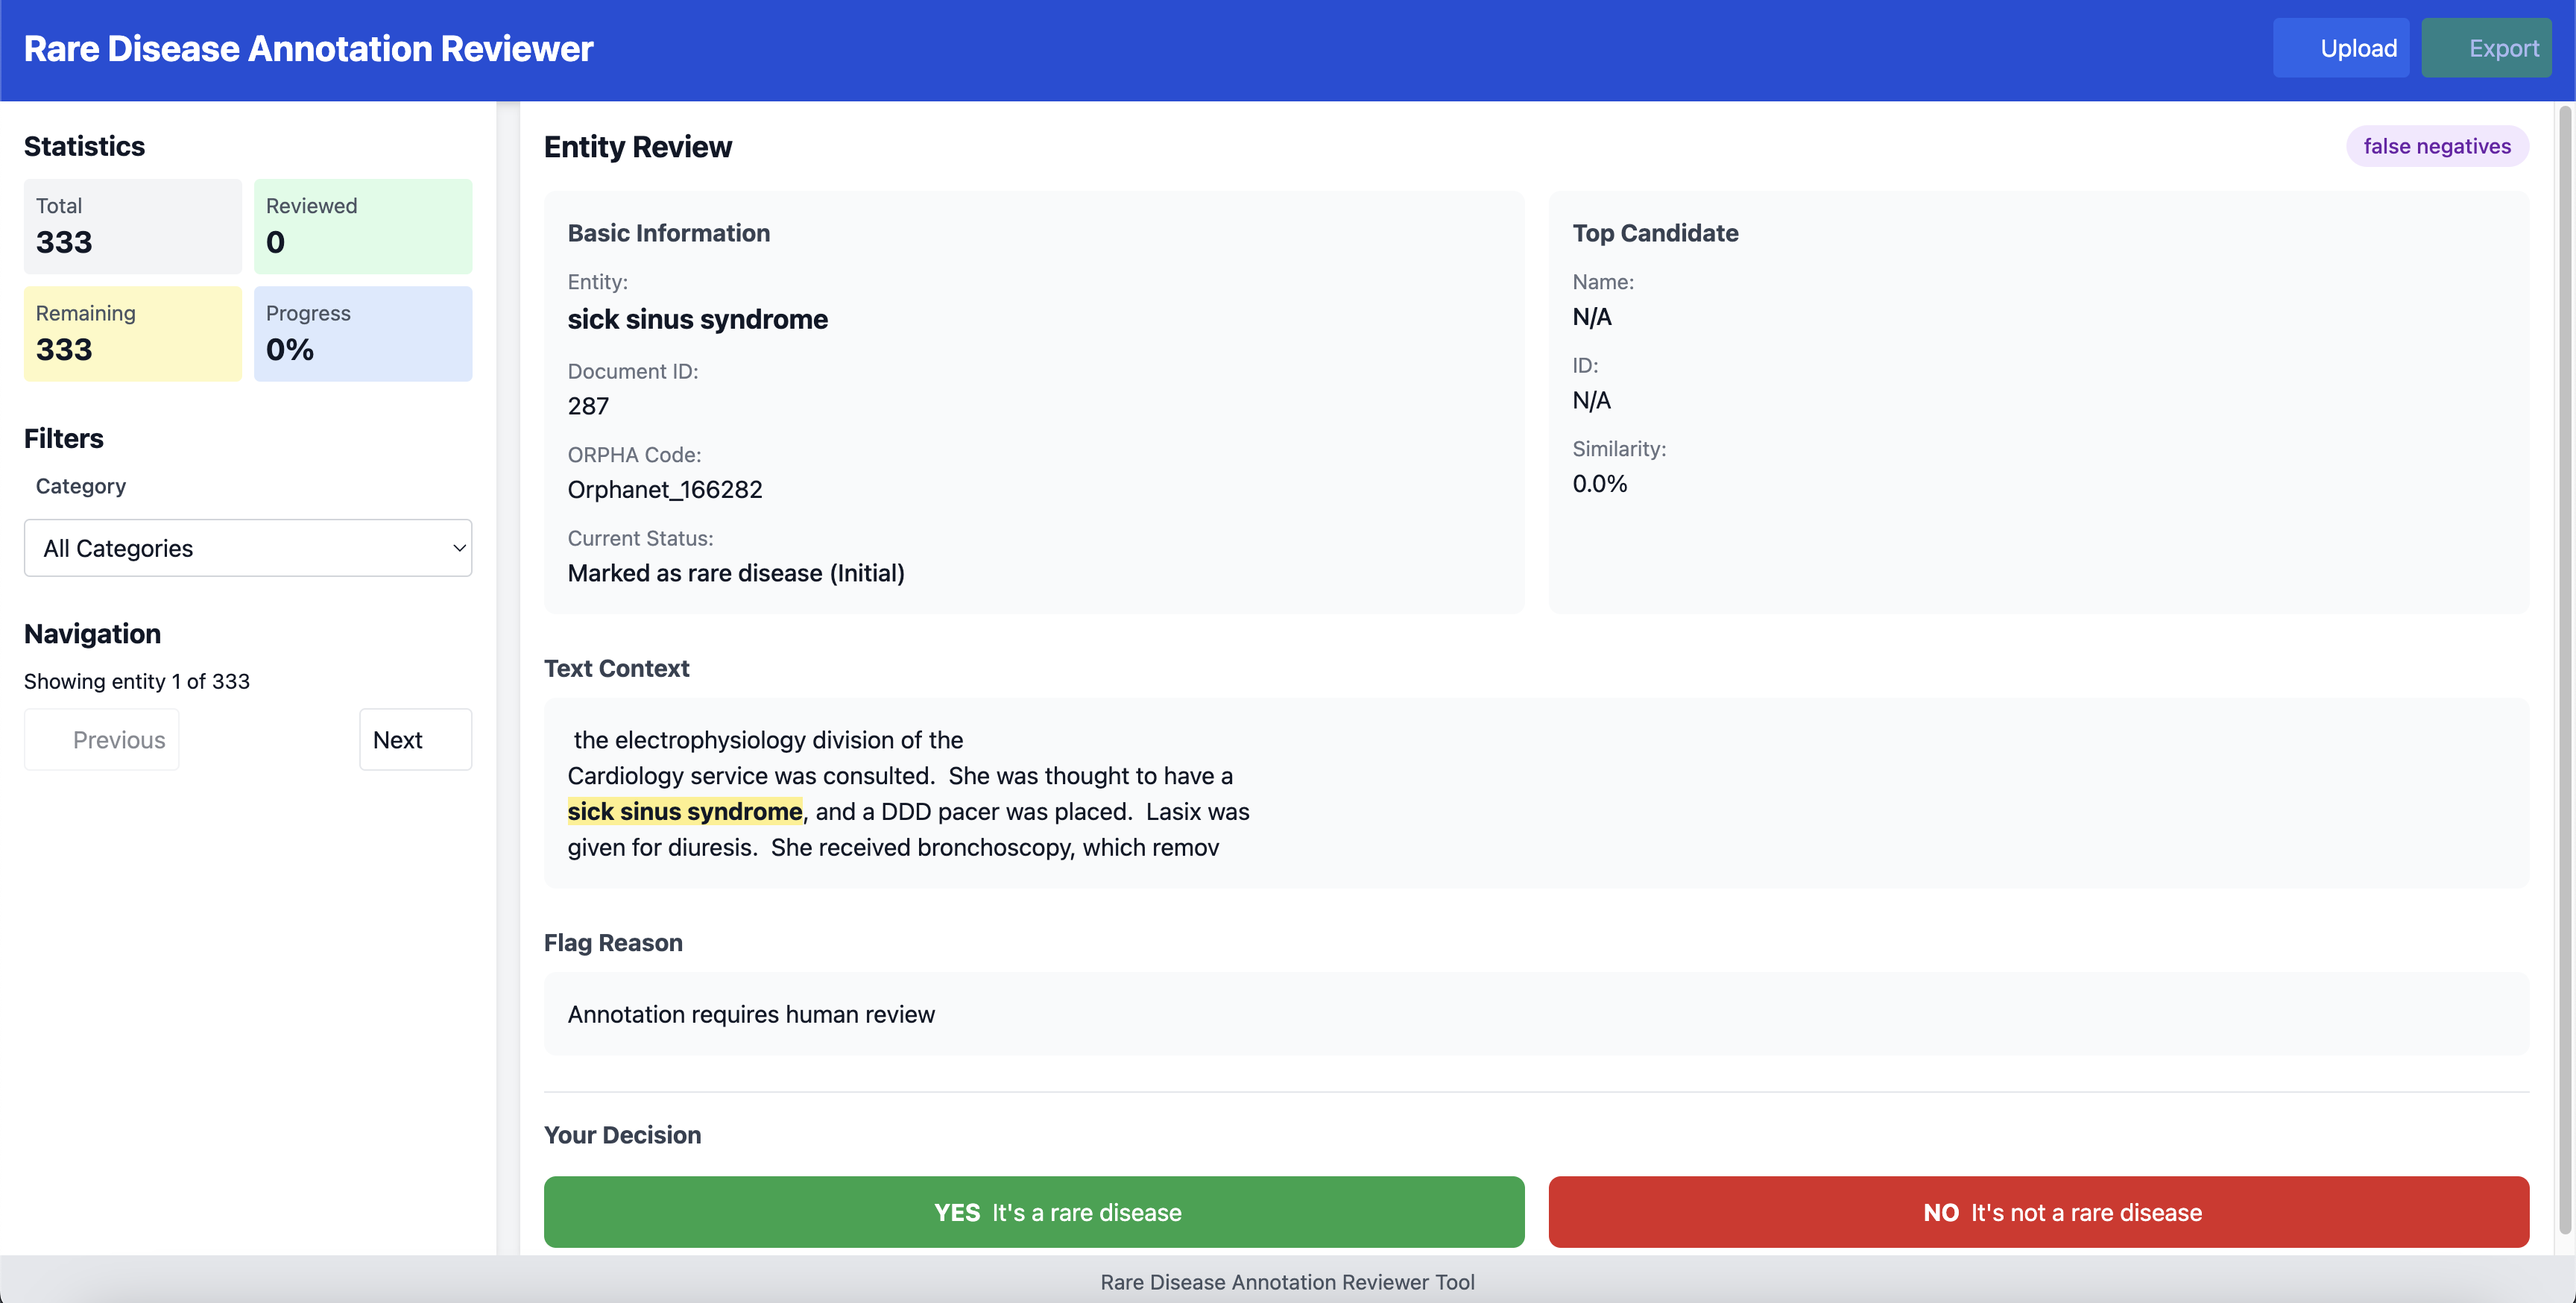 Rare Disease Annotation Reviewer
Upload
Export
Statistics
Total
333
Reviewed
0
Remaining
333
Progress
0%
Filters
Category
All Categories
Navigation
Showing entity 1 of 333
Previous
Next
Entity Review
false negatives
Basic Information
Entity:
sick sinus syndrome
Document ID:
287
ORPHA Code:
Orphanet_166282
Current Status:
Marked as rare disease (Initial)
Top Candidate
Name:
N/A
ID:
N/A
Similarity:
0.0%
Text Context
the electrophysiology division of the
Cardiology service was consulted.  She was thought to have a
sick sinus syndrome, and a DDD pacer was placed.  Lasix was
given for diuresis.  She received bronchoscopy, which remov
Flag Reason
Annotation requires human review
Your Decision
YES It's a rare disease
NO It's not a rare disease
Rare Disease Annotation Reviewer Tool